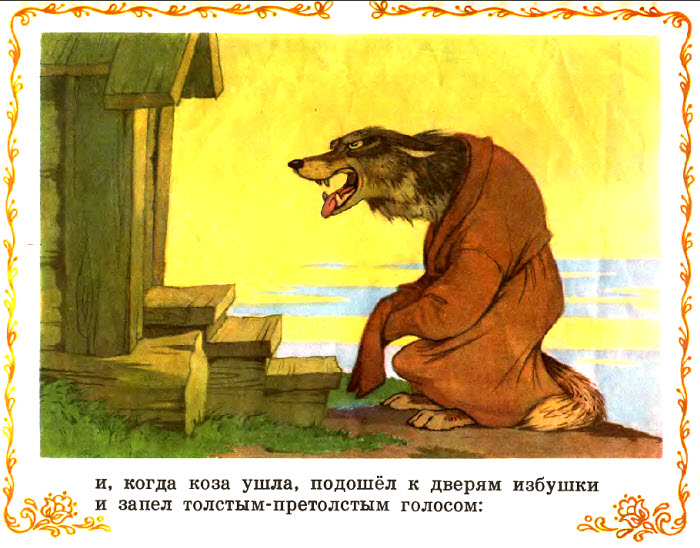 и, когда коза ушла, подошёл к дверям избушки
и запел толстым-претолстым голосом: